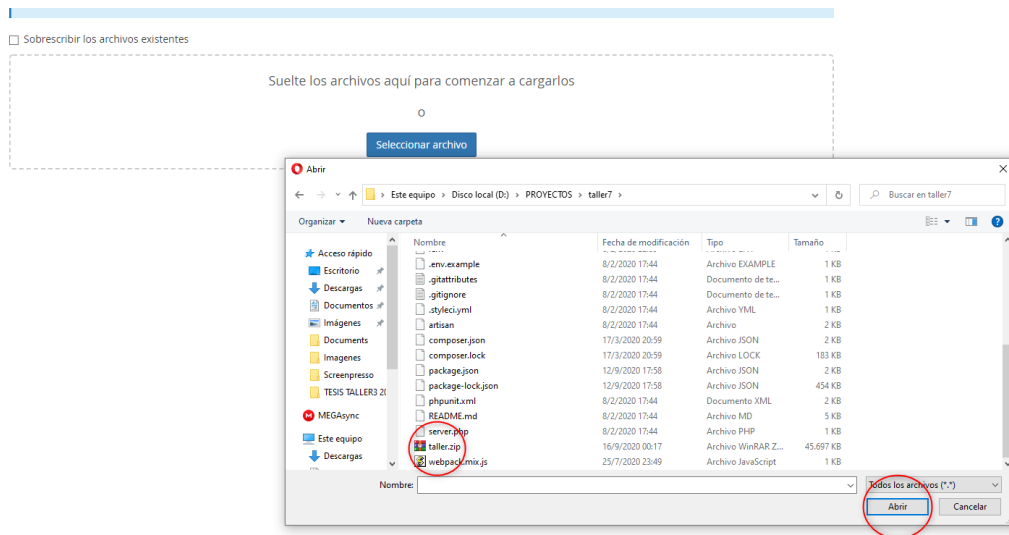 Sobrescribir los archivos existentes
Suelte los archivos aquí para comenzar a cargarlos
o
Seleccionar archivo
Abrir
Este equipo > Disco local (D:) > PROYECTOS > taller7 >
Buscar en taller7
Organizar Nueva carpeta
Nombre Fecha de modificación Tipo Tamaño
Acceso rápido
Escritorio
Descargas
Documentos
Imágenes
Documents
Imagenes
Screenpresso
TESIS TALLER3 20
MEGAsync
Este equipo
Descargas
.env.example 8/2/2020 17:44 Archivo EXAMPLE 1 KB
.gitattributes 8/2/2020 17:44 Documento de te... 1 KB
.gitignore 8/2/2020 17:44 Documento de te... 1 KB
.styleci.yml 8/2/2020 17:44 Archivo YML 1 KB
artisan 8/2/2020 17:44 Archivo 2 KB
composer.json 17/3/2020 20:59 Archivo JSON 2 KB
composer.lock 17/3/2020 20:59 Archivo LOCK 183 KB
package.json 12/9/2020 17:58 Archivo JSON 2 KB
package-lock.json 12/9/2020 17:58 Archivo JSON 454 KB
phpunit.xml 8/2/2020 17:44 Documento XML 2 KB
README.md 8/2/2020 17:44 Archivo MD 5 KB
server.php 8/2/2020 17:44 Archivo PHP 1 KB
taller.zip 16/9/2020 00:17 Archivo WinRAR Z... 45.697 KB
webpack.mix.js 25/7/2020 23:49 Archivo JavaScript 1 KB
Nombre:
Todos los archivos (*.*)
Abrir Cancelar